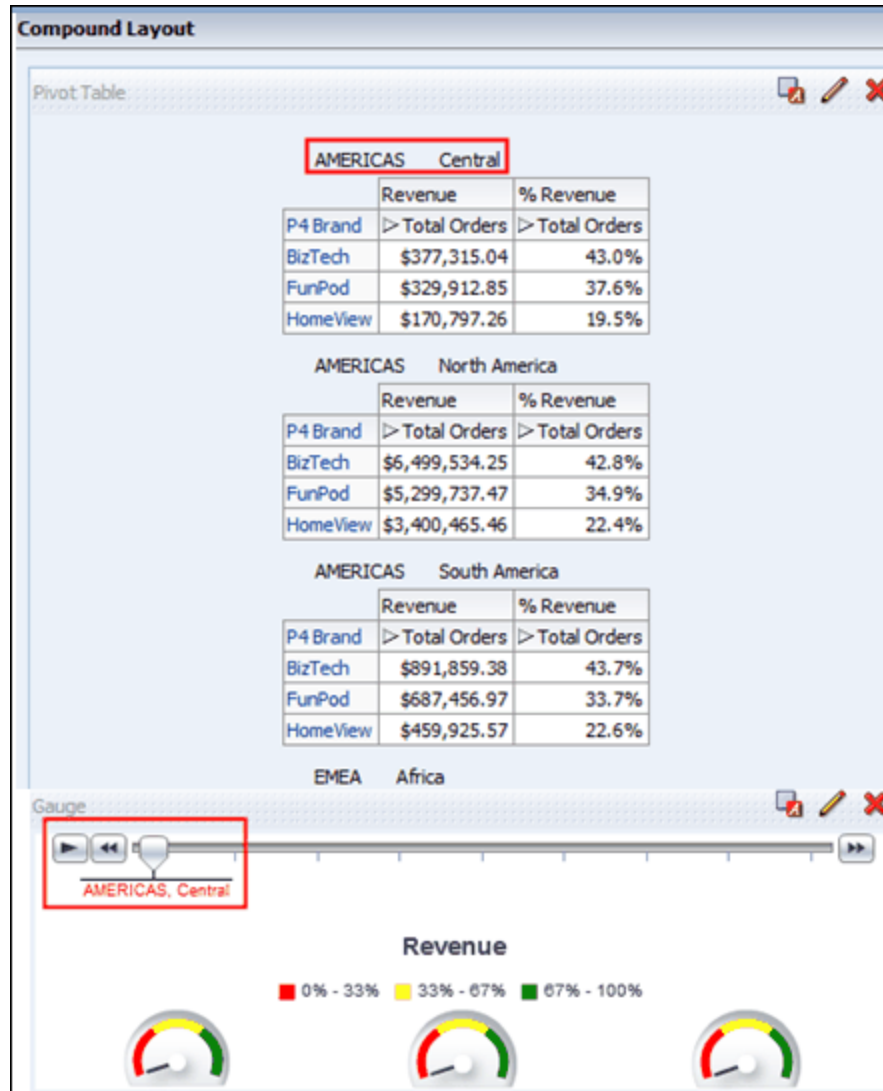 Compound Layout
Pivot Table
AMERICAS Central
Revenue % Revenue
P4 Brand Total Orders Total Orders
BizTech $377,315.04 43.0%
FunPod $329,912.85 37.6%
HomeView $170,797.26 19.5%
AMERICAS North America
Revenue % Revenue
P4 Brand Total Orders Total Orders
BizTech $6,499,534.25 42.8%
FunPod $5,299,737.47 34.9%
HomeView $3,400,465.46 22.4%
AMERICAS South America
Revenue % Revenue
P4 Brand Total Orders Total Orders
BizTech $891,859.38 43.7%
FunPod $687,456.97 33.7%
HomeView $459,925.57 22.6%
EMEA Africa
Gauge
AMERICAS, Central
Revenue
0% - 33% 33% - 67% 67% - 100%